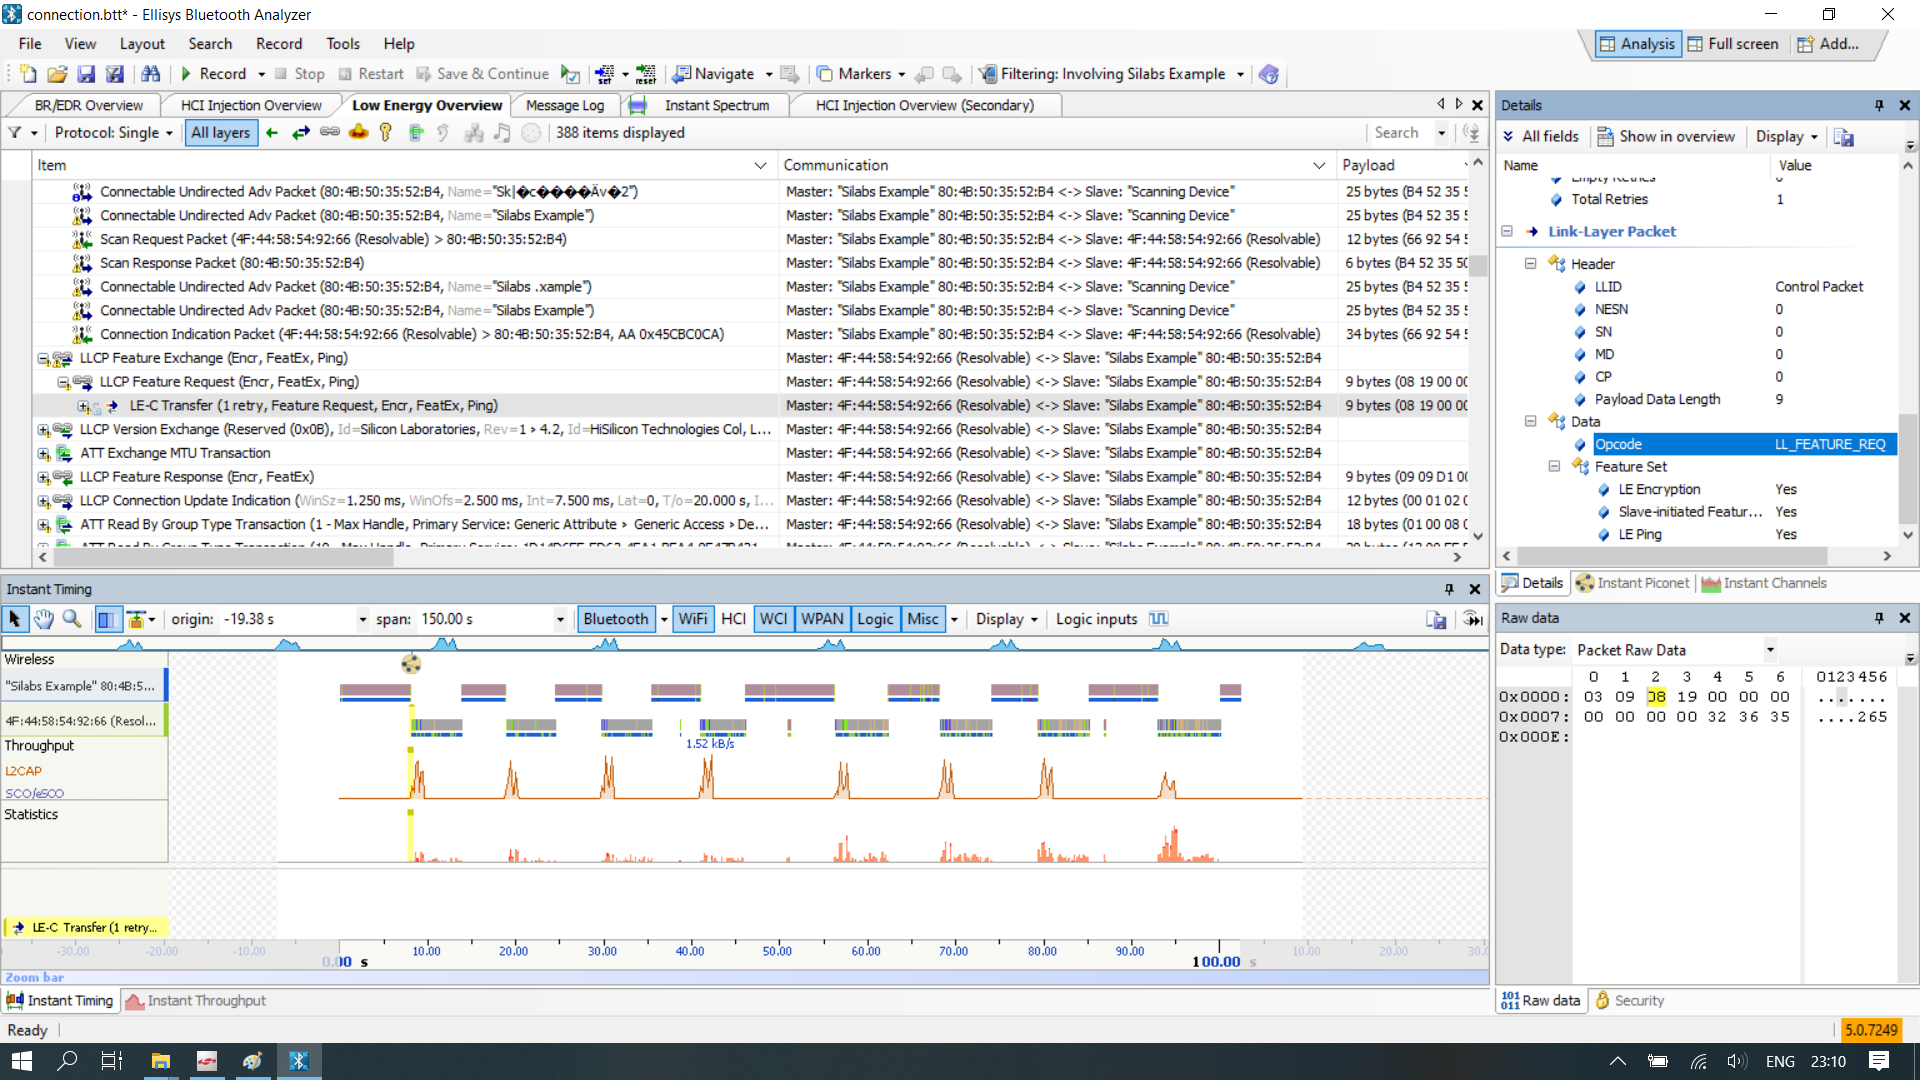 connection.btt* - Ellisys Bluetooth Analyzer
File View Layout Search Record Tools Help
Analysis Full screen Add...
Record Stop Restart Save & Continue Navigate Markers Filtering: Involving Silabs Example
BR/EDR Overview HCI Injection Overview Low Energy Overview Message Log Instant Spectrum HCI Injection Overview (Secondary)
Protocol: Single All layers 388 items displayed Search
Item Communication Payload
Connectable Undirected Adv Packet (80:4B:50:35:52:B4, Name="Sk|�c����Äv�2") Master: "Silabs Example" 80:4B:50:35:52:B4 <-> Slave: "Scanning Device" 25 bytes (B4 52 35 5
Connectable Undirected Adv Packet (80:4B:50:35:52:B4, Name="Silabs Example") Master: "Silabs Example" 80:4B:50:35:52:B4 <-> Slave: "Scanning Device" 25 bytes (B4 52 35 5
Scan Request Packet (4F:44:58:54:92:66 (Resolvable) > 80:4B:50:35:52:B4) Master: "Silabs Example" 80:4B:50:35:52:B4 <-> Slave: 4F:44:58:54:92:66 (Resolvable) 12 bytes (66 92 54 5
Scan Response Packet (80:4B:50:35:52:B4) Master: "Silabs Example" 80:4B:50:35:52:B4 <-> Slave: 4F:44:58:54:92:66 (Resolvable) 6 bytes (B4 52 35 50
Connectable Undirected Adv Packet (80:4B:50:35:52:B4, Name="Silabs .xample") Master: "Silabs Example" 80:4B:50:35:52:B4 <-> Slave: "Scanning Device" 25 bytes (B4 52 35 5
Connectable Undirected Adv Packet (80:4B:50:35:52:B4, Name="Silabs Example") Master: "Silabs Example" 80:4B:50:35:52:B4 <-> Slave: "Scanning Device" 25 bytes (B4 52 35 5
Connection Indication Packet (4F:44:58:54:92:66 (Resolvable) > 80:4B:50:35:52:B4, AA 0x45CBC0CA) Master: "Silabs Example" 80:4B:50:35:52:B4 <-> Slave: 4F:44:58:54:92:66 (Resolvable) 34 bytes (66 92 54 5
LLCP Feature Exchange (Encr, FeatEx, Ping) Master: 4F:44:58:54:92:66 (Resolvable) <-> Slave: "Silabs Example" 80:4B:50:35:52:B4
LLCP Feature Request (Encr, FeatEx, Ping) Master: 4F:44:58:54:92:66 (Resolvable) <-> Slave: "Silabs Example" 80:4B:50:35:52:B4 9 bytes (08 19 00 00
LE-C Transfer (1 retry, Feature Request, Encr, FeatEx, Ping) Master: 4F:44:58:54:92:66 (Resolvable) <-> Slave: "Silabs Example" 80:4B:50:35:52:B4 9 bytes (08 19 00 00
LLCP Version Exchange (Reserved (0x0B), Id=Silicon Laboratories, Rev=1 > 4.2, Id=HiSilicon Technologies Col, L... Master: 4F:44:58:54:92:66 (Resolvable) <-> Slave: "Silabs Example" 80:4B:50:35:52:B4
ATT Exchange MTU Transaction Master: 4F:44:58:54:92:66 (Resolvable) <-> Slave: "Silabs Example" 80:4B:50:35:52:B4
LLCP Feature Response (Encr, FeatEx) Master: 4F:44:58:54:92:66 (Resolvable) <-> Slave: "Silabs Example" 80:4B:50:35:52:B4 9 bytes (09 09 D1 00
LLCP Connection Update Indication (WinSz=1.250 ms, WinOfs=2.500 ms, Int=7.500 ms, Lat=0, T/o=20.000 s, I... Master: 4F:44:58:54:92:66 (Resolvable) <-> Slave: "Silabs Example" 80:4B:50:35:52:B4 12 bytes (00 01 02 0
ATT Read By Group Type Transaction (1 - Max Handle, Primary Service: Generic Attribute > Generic Access > De... Master: 4F:44:58:54:92:66 (Resolvable) <-> Slave: "Silabs Example" 80:4B:50:35:52:B4 18 bytes (01 00 08 0
Details
All fields Show in overview Display
Name Value
Empty Retries 0
Total Retries 1
Link-Layer Packet
Header
LLID Control Packet
NESN 0
SN 0
MD 0
CP 0
Payload Data Length 9
Data
Opcode LL_FEATURE_REQ
Feature Set
LE Encryption Yes
Slave-initiated Featur... Yes
LE Ping Yes
Details Instant Piconet Instant Channels
Instant Timing
origin: -19.38 s span: 150.00 s Bluetooth WiFi HCI WCI WPAN Logic Misc Display Logic inputs
Wireless
"Silabs Example" 80:4B:5...
4F:44:58:54:92:66 (Resol...
Throughput
1.52 kB/s
L2CAP
SCO/eSCO
Statistics
LE-C Transfer (1 retry...
-30.00 -20.00 -10.00 0.00 s 10.00 20.00 30.00 40.00 50.00 60.00 70.00 80.00 90.00 100.00 s 10.00 20.00 30.0
Zoom bar
Instant Timing Instant Throughput
Raw data
Data type: Packet Raw Data
0 1 2 3 4 5 6 0123456
0x0000: 03 09 08 19 00 00 00 .......
0x0007: 00 00 00 00 32 36 35 ....265
0x000E:
Raw data Security
Ready 5.0.7249
ENG 23:10